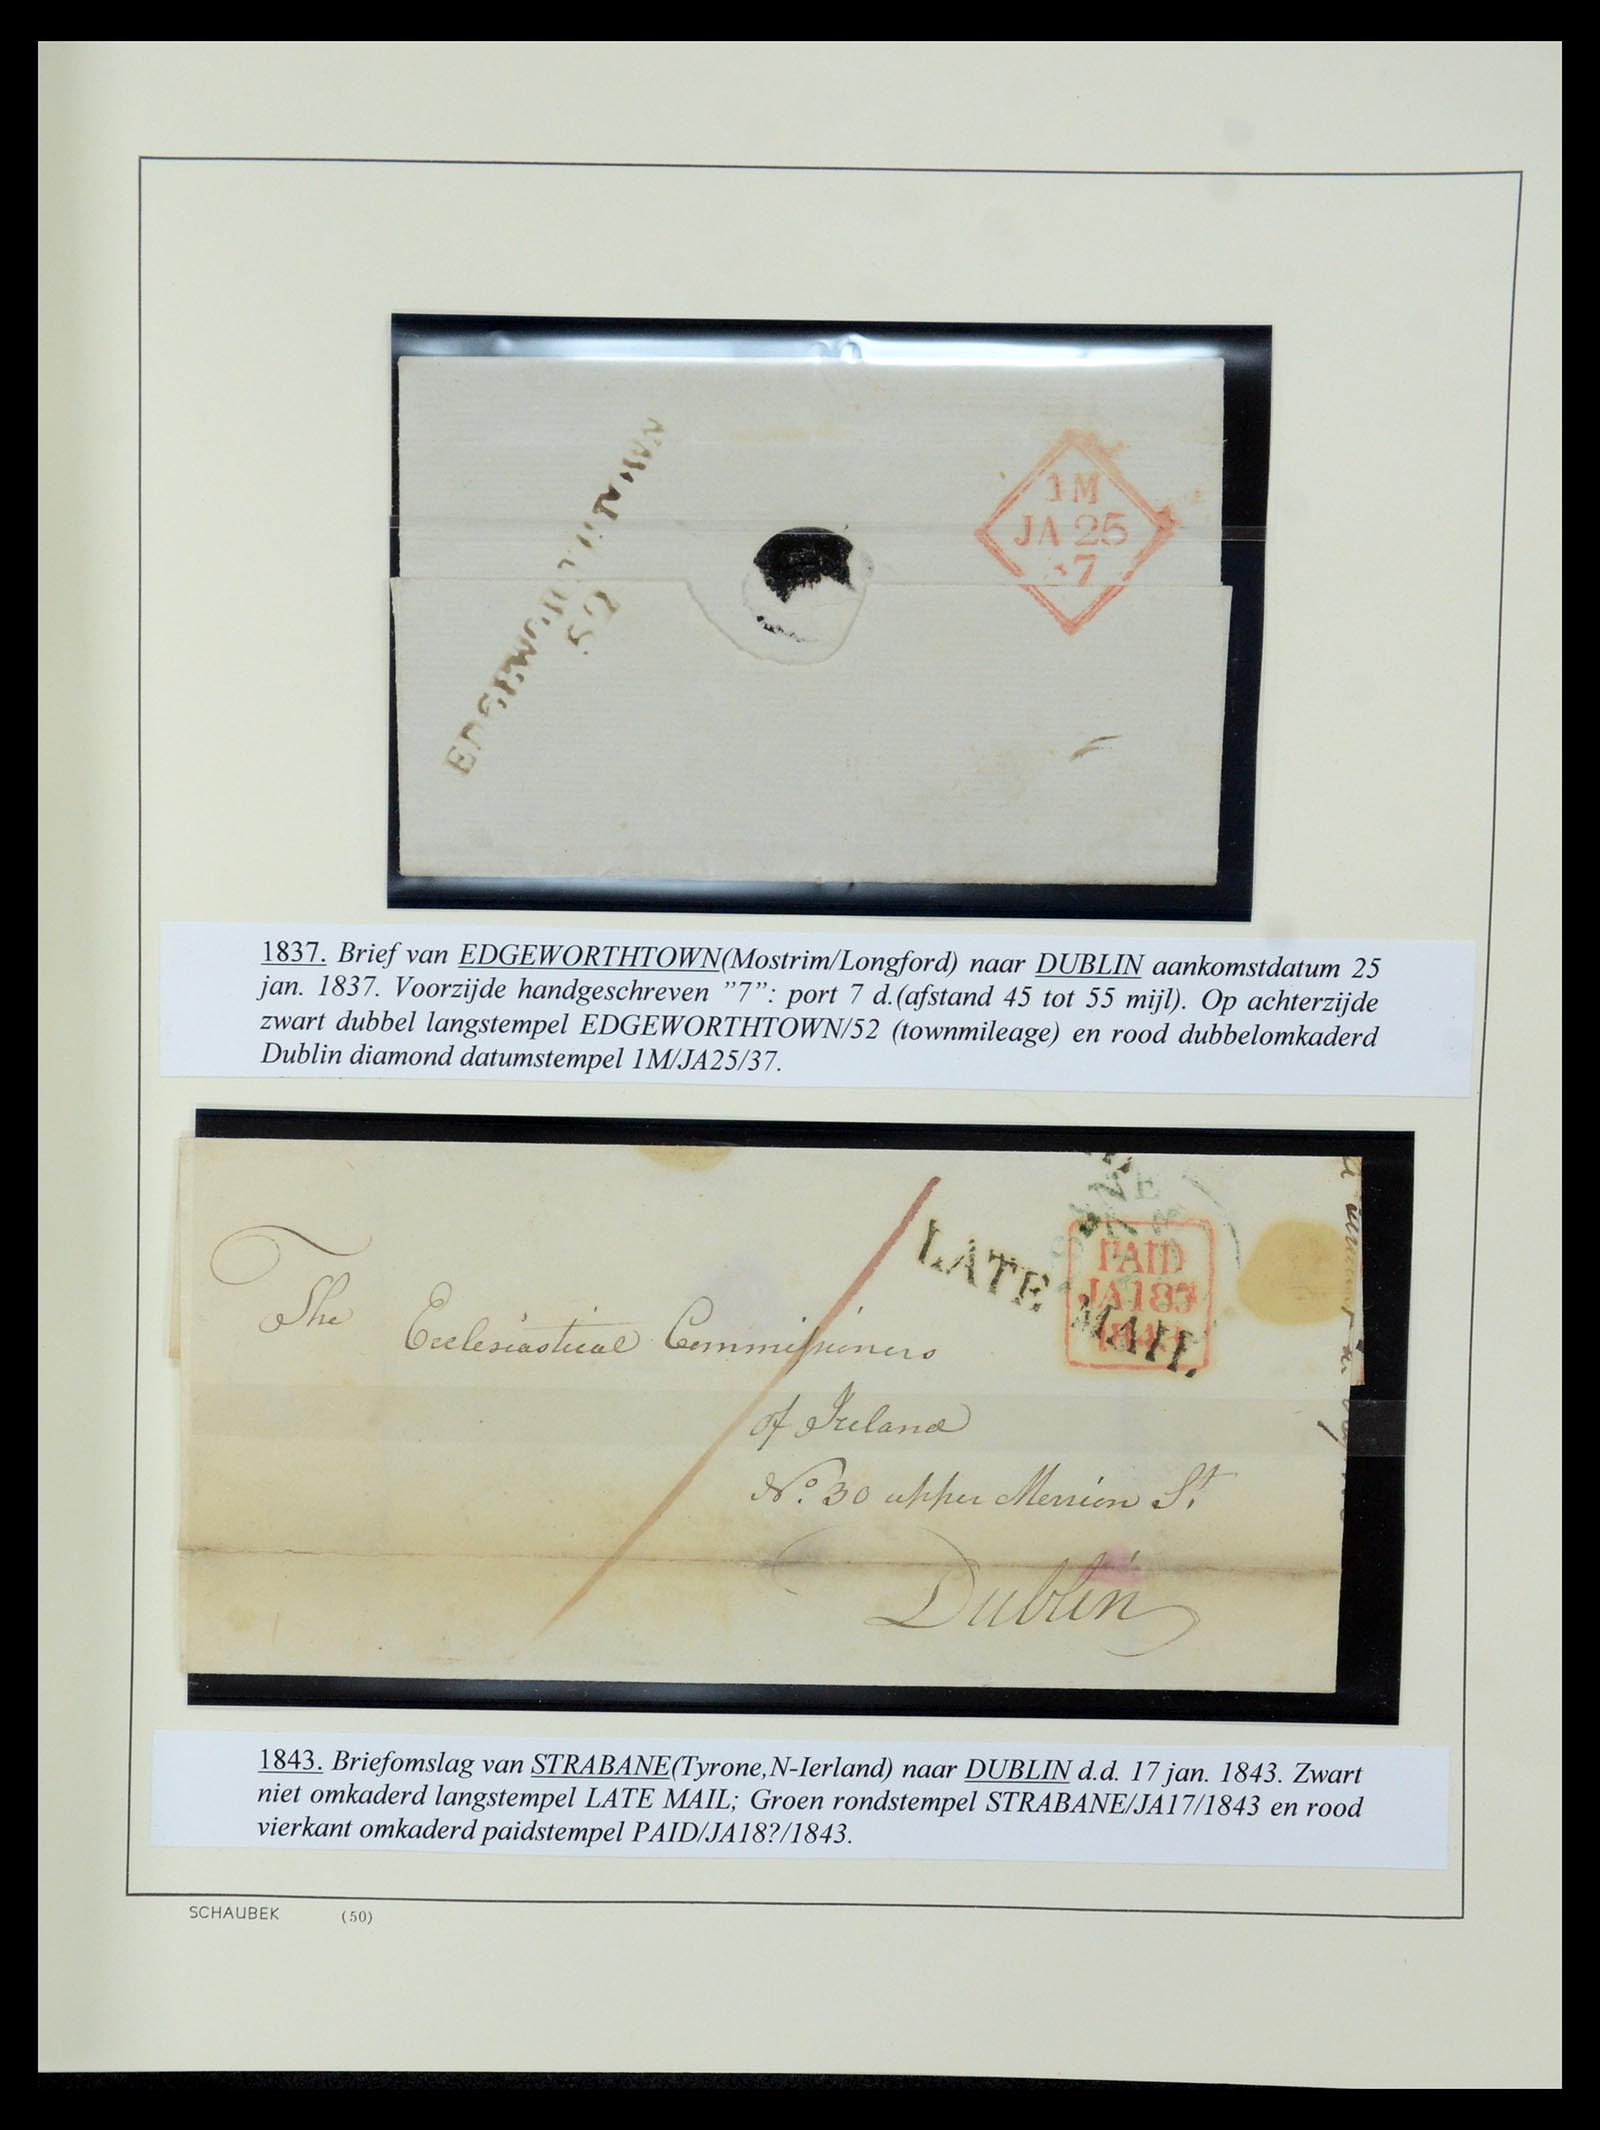 EDGEWORTHTOWN
52
1M
JA 25
37
1837. Brief van EDGEWORTHTOWN(Mostrim/Longford) naar DUBLIN aankomstdatum 25
jan. 1837. Voorzijde handgeschreven "7": port 7 d.(afstand 45 tot 55 mijl). Op achterzijde
zwart dubbel langstempel EDGEWORTHTOWN/52 (townmileage) en rood dubbelomkaderd
Dublin diamond datumstempel 1M/JA25/37.
LATE MAIL.
PAID
JA 18
1843
The Ecclesiastical Commissioners
of Ireland
No. 30 upper Merrion St.
Dublin
1843. Briefomslag van STRABANE(Tyrone,N-Ierland) naar DUBLIN d.d. 17 jan. 1843. Zwart
niet omkaderd langstempel LATE MAIL; Groen rondstempel STRABANE/JA17/1843 en rood
vierkant omkaderd paidstempel PAID/JA18?/1843.
SCHAUBEK (50)